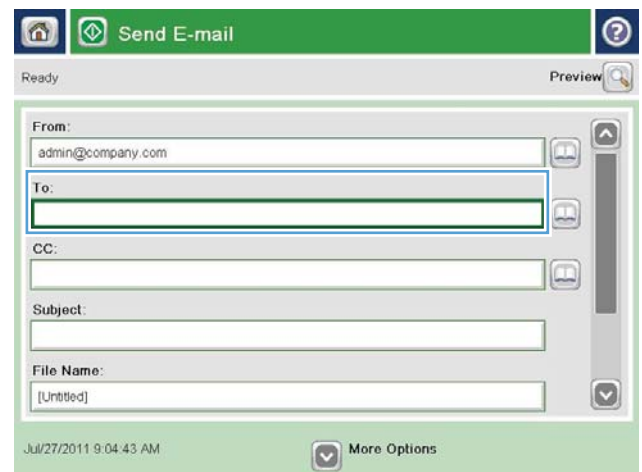 Send E-mail
Ready
Preview
From:
admin@company.com
To:
CC:
Subject:
File Name:
[Untitled]
Jul/27/2011 9:04:43 AM
More Options